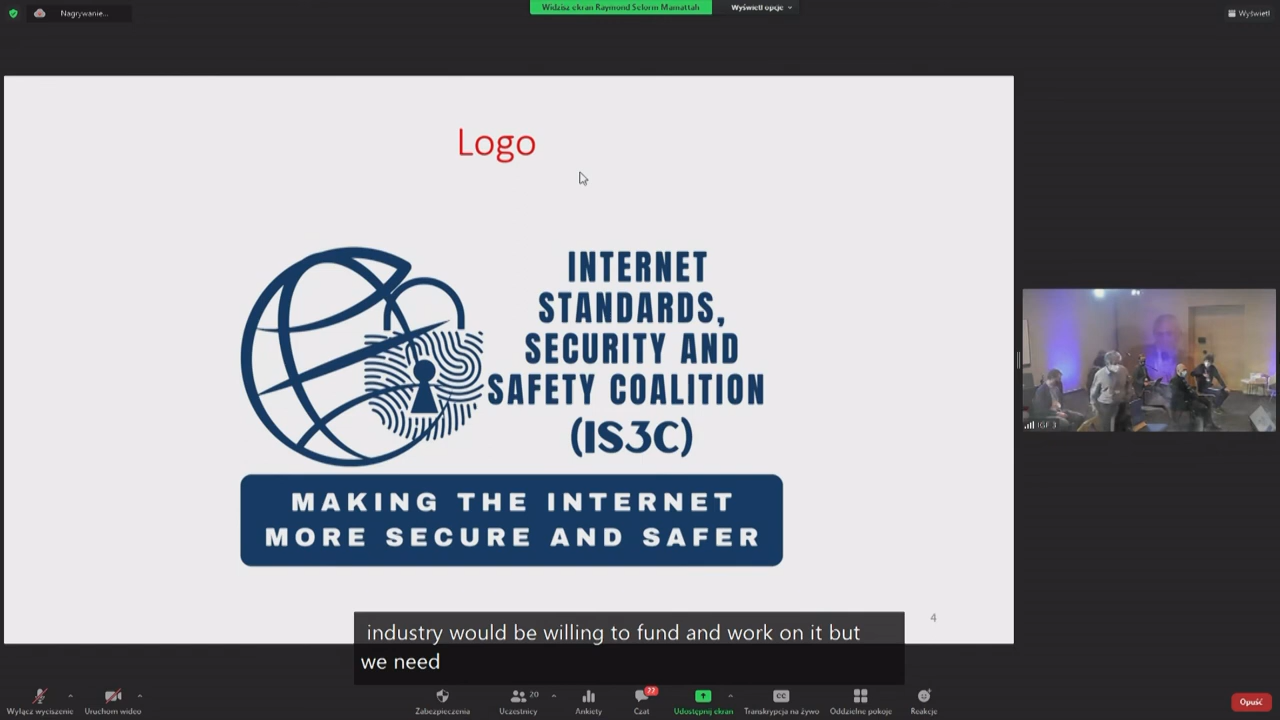 Nagrywanie...
Widzisz ekran Raymond Selorm Mamattah
Wyświetl opcje
Wyświetl
Logo
INTERNET
STANDARDS,
SECURITY AND
SAFETY COALITION
(IS3C)
MAKING THE INTERNET
MORE SECURE AND SAFER
4
IGF 3
industry would be willing to fund and work on it but
we need
Wyłącz wyciszenie
Uruchom wideo
Zabezpieczenia
20
Uczestnicy
Ankiety
22
Czat
Udostępnij ekran
CC
Transkrypcja na żywo
Oddzielne pokoje
Reakcje
Opuść